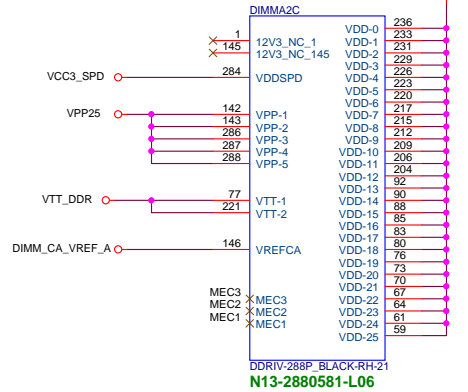 DIMMA2C
1 12V3_NC_1 VDD-0 236
145 12V3_NC_145 VDD-1 233
VDD-2 231
VDD-3 229
VCC3_SPD 284 VDDSPD VDD-4 226
VDD-5 223
VDD-6 220
VPP25 142 VPP-1 VDD-7 217
143 VPP-2 VDD-8 215
286 VPP-3 VDD-9 212
287 VPP-4 VDD-10 209
288 VPP-5 VDD-11 206
VDD-12 204
VDD-13 92
VTT_DDR 77 VTT-1 VDD-14 90
221 VTT-2 VDD-15 88
VDD-16 85
VDD-17 83
DIMM_CA_VREF_A 146 VREFCA VDD-18 80
VDD-19 76
VDD-20 73
VDD-21 70
MEC3 MEC3 VDD-22 67
MEC2 MEC2 VDD-23 64
MEC1 MEC1 VDD-24 61
VDD-25 59
DDRIV-288P_BLACK-RH-21
N13-2880581-L06